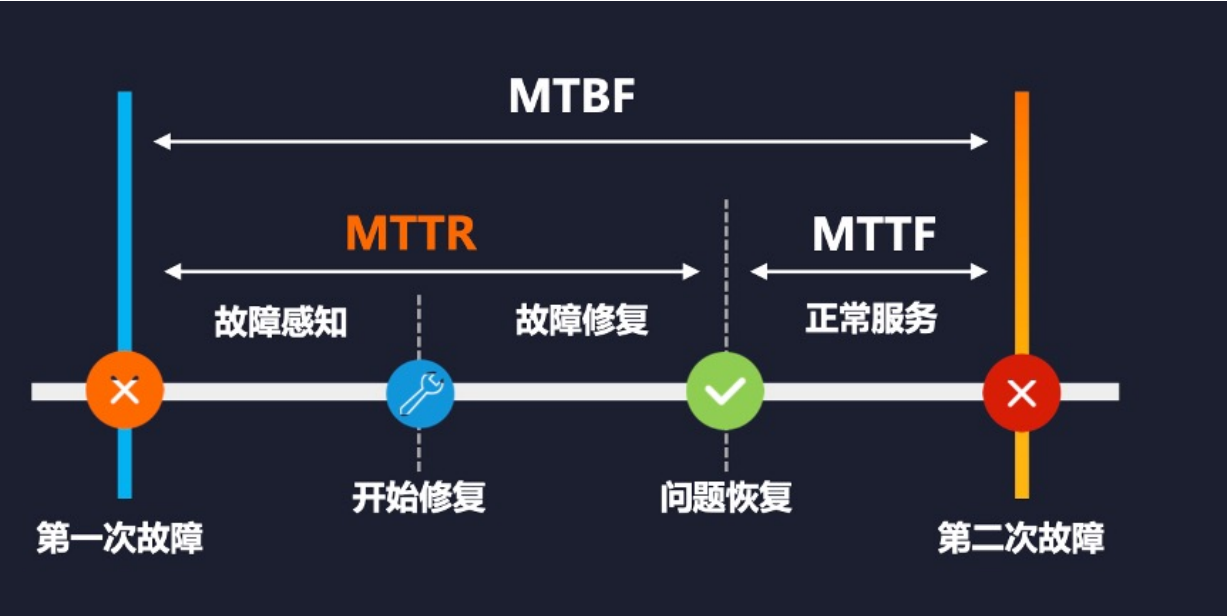 MTBF
MTTR
MTTF
故障感知
故障修复
正常服务
开始修复
问题恢复
第一次故障
第二次故障